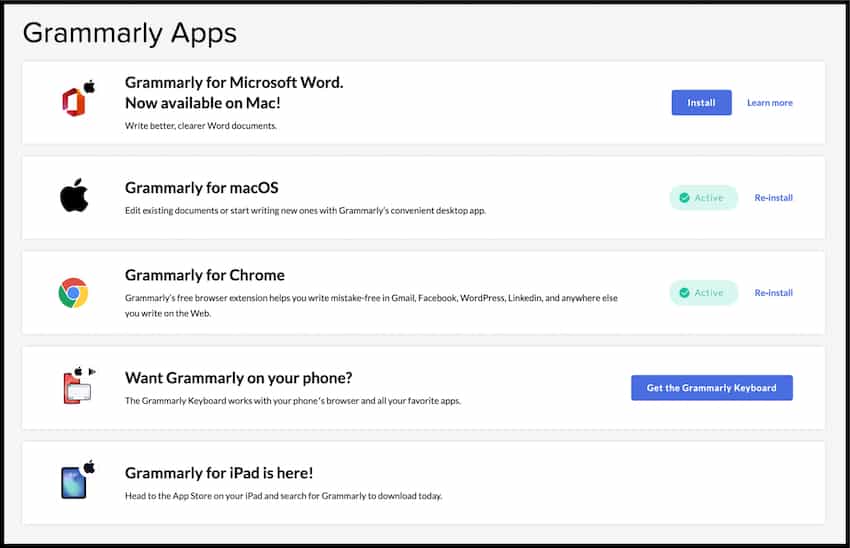 Grammarly Apps
Grammarly for Microsoft Word.
Now available on Mac!
Write better, clearer Word documents.
Install
Learn more
Grammarly for macOS
Edit existing documents or start writing new ones with Grammarly's convenient desktop app.
Active
Re-install
Grammarly for Chrome
Grammarly's free browser extension helps you write mistake-free in Gmail, Facebook, WordPress, Linkedin, and anywhere else
you write on the Web.
Active
Re-install
Want Grammarly on your phone?
The Grammarly Keyboard works with your phone's browser and all your favorite apps.
Get the Grammarly Keyboard
Grammarly for iPad is here!
Head to the App Store on your iPad and search for Grammarly to download today.